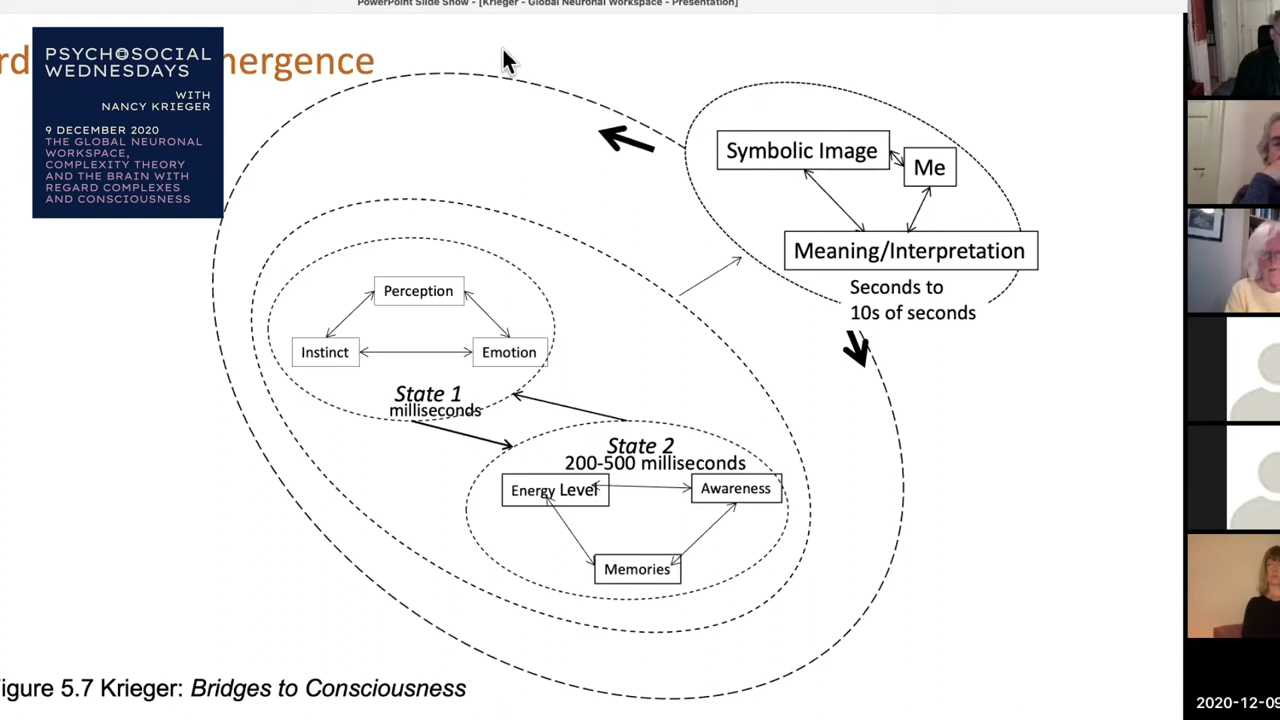 PowerPoint Slide Show - [Krieger - Global Neuronal Workspace - Presentation]
PSYCHOSOCIAL
WEDNESDAYS
WITH
NANCY KRIEGER
9 DECEMBER 2020
THE GLOBAL NEURONAL
WORKSPACE,
COMPLEXITY THEORY
AND THE BRAIN WITH
REGARD COMPLEXES
AND CONSCIOUSNESS
Symbolic Image
Me
Meaning/Interpretation
Seconds to
10s of seconds
Perception
Instinct
Emotion
State 1
milliseconds
State 2
200-500 milliseconds
Energy Level
Awareness
Memories
igure 5.7 Krieger: Bridges to Consciousness
2020-12-09